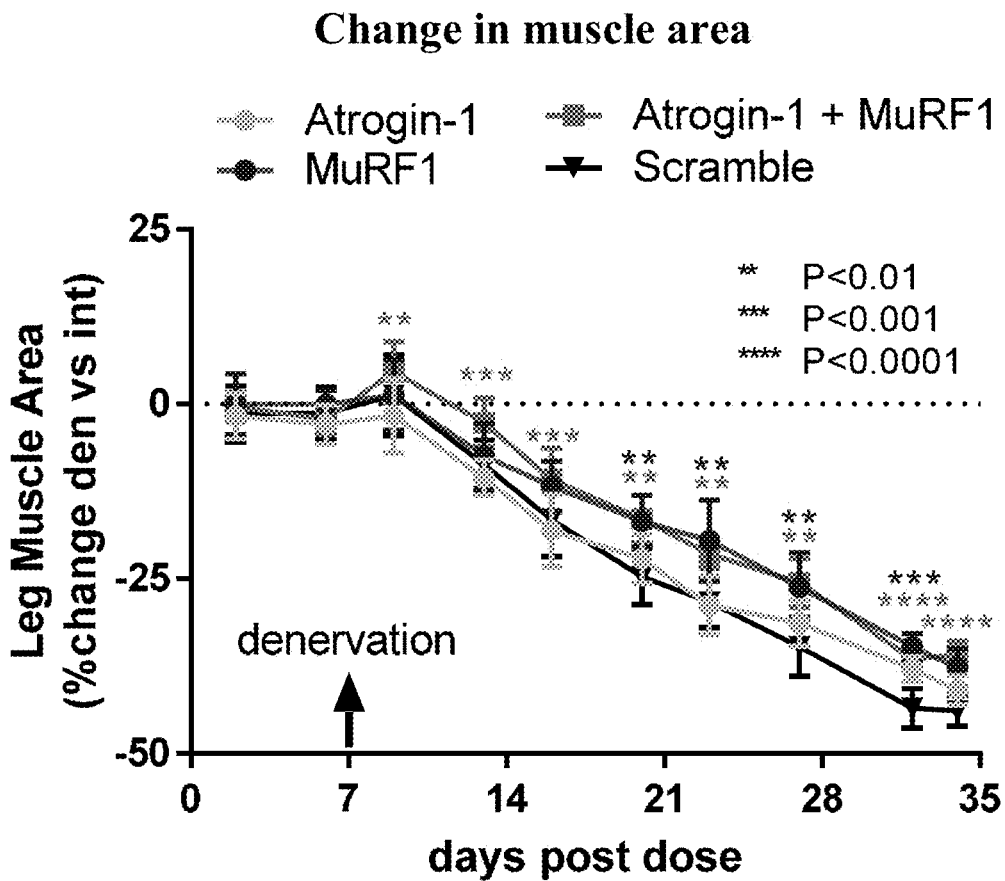 Change in muscle area
Atrogin-1
Atrogin-1 + MuRF1
MuRF1
Scramble
Leg Muscle Area
(%change den vs int)
25
0
-25
-50
** P<0.01
*** P<0.001
**** P<0.0001
**
***
***
**
**
**
**
**
**
***
****
****
denervation
0 7 14 21 28 35
days post dose